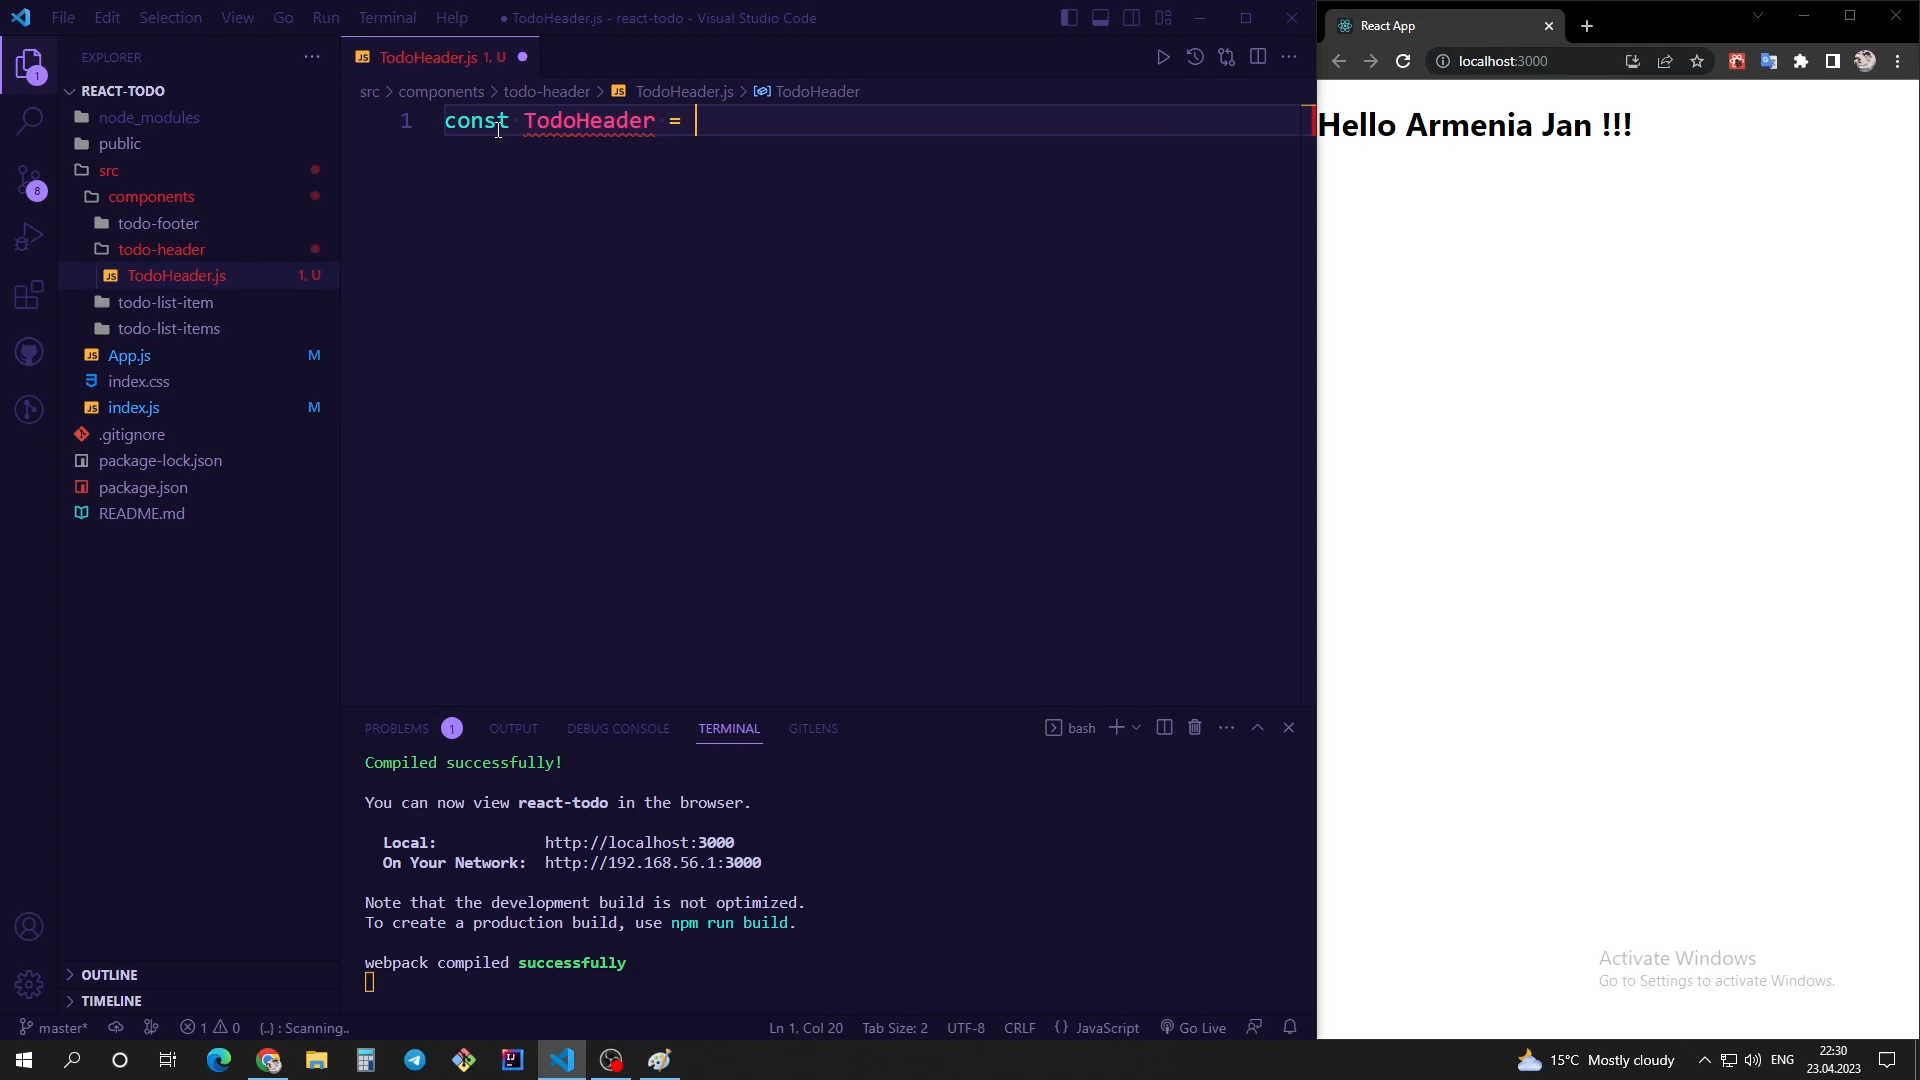 File Edit Selection View Go Run Terminal Help
● TodoHeader.js - react-todo - Visual Studio Code
EXPLORER
REACT-TODO
node_modules
public
src
components
todo-footer
todo-header
TodoHeader.js 1, U
todo-list-item
todo-list-items
App.js M
index.css
index.js M
.gitignore
package-lock.json
package.json
README.md
OUTLINE
TIMELINE
1
8
TodoHeader.js 1, U
src > components > todo-header > TodoHeader.js > TodoHeader
1 const TodoHeader =
PROBLEMS 1 OUTPUT DEBUG CONSOLE TERMINAL GITLENS
bash
Compiled successfully!
You can now view react-todo in the browser.
Local: http://localhost:3000
On Your Network: http://192.168.56.1:3000
Note that the development build is not optimized.
To create a production build, use npm run build.
webpack compiled successfully
master* 1 0 {..} : Scanning..
Ln 1, Col 20 Tab Size: 2 UTF-8 CRLF {} JavaScript Go Live
React App
localhost:3000
Hello Armenia Jan !!!
Activate Windows
Go to Settings to activate Windows.
15°C Mostly cloudy
ENG
22:30
23.04.2023